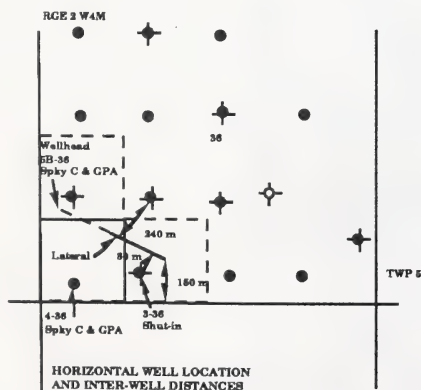 RGE 2 W4M
36
Wellhead
5B-36
Spky C & GPA
240 m
Lateral
80 m
150 m
TWP 5
3-36
4-36
Shut-in
Spky C & GPA
HORIZONTAL WELL LOCATION
AND INTER-WELL DISTANCES